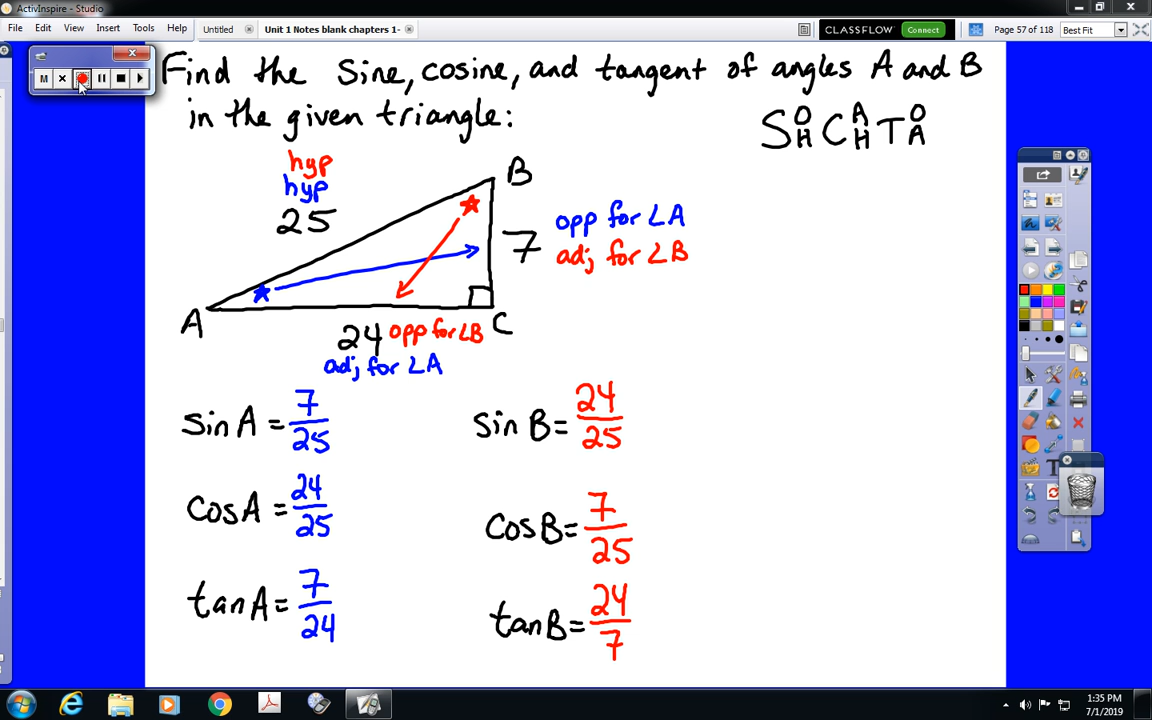 ActivInspire - Studio
File Edit View Insert Tools Help
Untitled
Unit 1 Notes blank chapters 1-
CLASSFLOW Connect
Page 57 of 118
Best Fit
M
Find the Sine, cosine, and tangent of angles A and B
in the given triangle:
S O/H C A/H T O/A
hyp
hyp
25
B
7
opp for ∠A
adj for ∠B
A
C
24
opp for ∠B
adj for ∠A
sin A = 7/25
sin B = 24/25
cos A = 24/25
cos B = 7/25
tan A = 7/24
tan B = 24/7
T
1:35 PM
7/1/2019